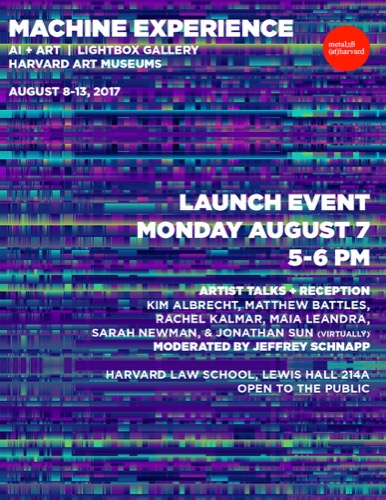 MACHINE EXPERIENCE
AI + ART | LIGHTBOX GALLERY
HARVARD ART MUSEUMS
AUGUST 8-13, 2017
metaLAB
(at)harvard
LAUNCH EVENT
MONDAY AUGUST 7
5-6 PM
ARTIST TALKS + RECEPTION
KIM ALBRECHT, MATTHEW BATTLES,
RACHEL KALMAR, MAIA LEANDRA,
SARAH NEWMAN, & JONATHAN SUN (VIRTUALLY)
MODERATED BY JEFFREY SCHNAPP
HARVARD LAW SCHOOL, LEWIS HALL 214A
OPEN TO THE PUBLIC